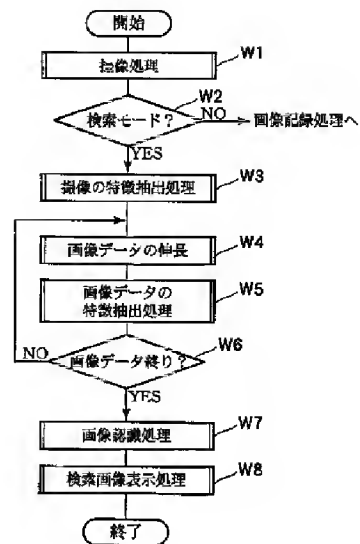 開始
撮像処理
W1
検索モード?
W2
NO
画像記録処理へ
YES
撮像の特徴抽出処理
W3
画像データの伸長
W4
画像データの
特徴抽出処理
W5
画像データ終り?
W6
NO
YES
画像認識処理
W7
検索画像表示処理
W8
終了